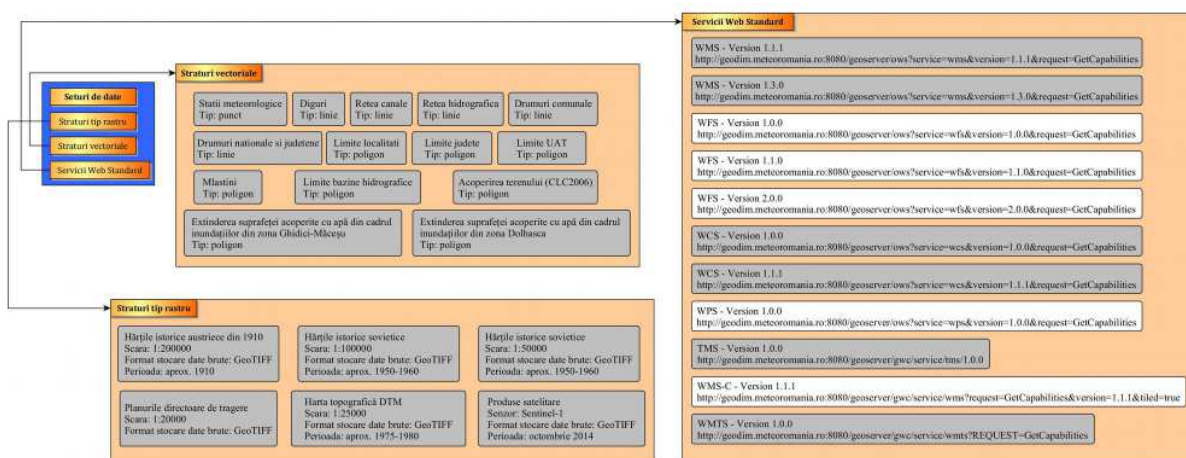 Seturi de date
Straturi tip rastru
Straturi vectoriale
Servicii Web Standard
Straturi vectoriale
Statii meteorologice
Tip: punct
Diguri
Tip: linie
Retea canale
Tip: linie
Retea hidrografica
Tip: linie
Drumuri comunale
Tip: linie
Drumuri nationale si judetene
Tip: linie
Limite localitati
Tip: poligon
Limite judete
Tip: poligon
Limite UAT
Tip: poligon
Mlastini
Tip: poligon
Limite bazine hidrografice
Tip: poligon
Acoperirea terenului (CLC2006)
Tip: poligon
Extinderea suprafeței acoperite cu apă din cadrul
inundațiilor din zona Ghidici-Măceșu
Tip: poligon
Extinderea suprafeței acoperite cu apă din cadrul
inundațiilor din zona Dolhasca
Tip: poligon
Straturi tip rastru
Hărțile istorice austriece din 1910
Scara: 1:200000
Format stocare date brute: GeoTIFF
Perioada: aprox. 1910
Hărțile istorice sovietice
Scara: 1:100000
Format stocare date brute: GeoTIFF
Perioada: aprox. 1950-1960
Hărțile istorice sovietice
Scara: 1:50000
Format stocare date brute: GeoTIFF
Perioada: aprox. 1950-1960
Planurile directoare de tragere
Scara: 1:20000
Format stocare date brute: GeoTIFF
Harta topografică DTM
Scara: 1:25000
Format stocare date brute: GeoTIFF
Perioada: aprox. 1975-1980
Produse satelitare
Senzor: Sentinel-1
Format stocare date brute: GeoTIFF
Perioada: octombrie 2014
Servicii Web Standard
WMS - Version 1.1.1
http://geodim.meteoromania.ro:8080/geoserver/ows?service=wms&version=1.1.1&request=GetCapabilities
WMS - Version 1.3.0
http://geodim.meteoromania.ro:8080/geoserver/ows?service=wms&version=1.3.0&request=GetCapabilities
WFS - Version 1.0.0
http://geodim.meteoromania.ro:8080/geoserver/ows?service=wfs&version=1.0.0&request=GetCapabilities
WFS - Version 1.1.0
http://geodim.meteoromania.ro:8080/geoserver/ows?service=wfs&version=1.1.0&request=GetCapabilities
WFS - Version 2.0.0
http://geodim.meteoromania.ro:8080/geoserver/ows?service=wfs&version=2.0.0&request=GetCapabilities
WCS - Version 1.0.0
http://geodim.meteoromania.ro:8080/geoserver/ows?service=wcs&version=1.0.0&request=GetCapabilities
WCS - Version 1.1.1
http://geodim.meteoromania.ro:8080/geoserver/ows?service=wcs&version=1.1.1&request=GetCapabilities
WPS - Version 1.0.0
http://geodim.meteoromania.ro:8080/geoserver/ows?service=wps&version=1.0.0&request=GetCapabilities
TMS - Version 1.0.0
http://geodim.meteoromania.ro:8080/geoserver/gwc/service/tms/1.0.0
WMS-C - Version 1.1.1
http://geodim.meteoromania.ro:8080/geoserver/gwc/service/wms?request=GetCapabilities&version=1.1.1&tiled=true
WMTS - Version 1.0.0
http://geodim.meteoromania.ro:8080/geoserver/gwc/service/wmts?REQUEST=GetCapabilities